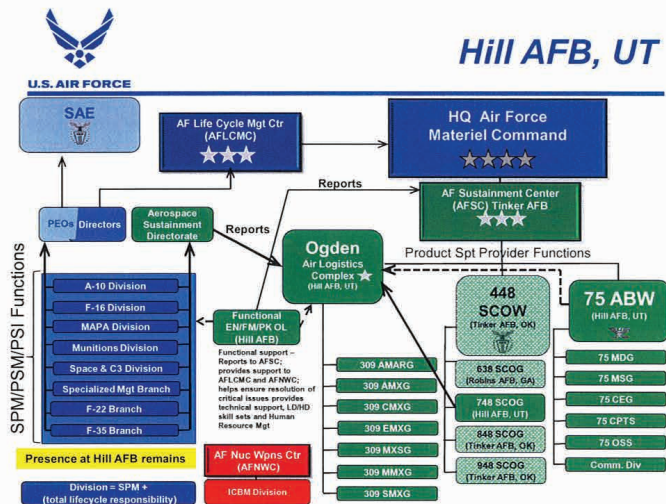 U.S. AIR FORCE
Hill AFB, UT
SAE
AF Life Cycle Mgt Ctr
(AFLCMC)
HQ Air Force
Materiel Command
Reports
AF Sustainment Center
(AFSC) Tinker AFB
PEOs
Directors
Aerospace
Sustainment
Directorate
Reports
Product Spt Provider Functions
Ogden
Air Logistics
Complex
(Hill AFB, UT)
SPM/PSM/PSI Functions
A-10 Division
F-16 Division
MAPA Division
Munitions Division
Space & C3 Division
Specialized Mgt Branch
F-22 Branch
F-35 Branch
Functional
EN/FM/PK OL
(Hill AFB)
Functional support –
Reports to AFSC;
provides support to
AFLCMC and AFNWC;
helps ensure resolution of
critical issues provides
technical support, LD/HD
skill sets and Human
Resource Mgt
448
SCOW
(Tinker AFB, OK)
638 SCOG
(Robins AFB, GA)
748 SCOG
(Hill AFB, UT)
848 SCOG
(Tinker AFB, OK)
948 SCOG
(Tinker AFB, OK)
75 ABW
(Hill AFB, UT)
75 MDG
75 MSG
75 CEG
75 CPTS
75 OSS
Comm. Div
309 AMARG
309 AMXG
309 CMXG
309 EMXG
309 MXSG
309 MMXG
309 SMXG
Presence at Hill AFB remains
Division = SPM +
(total lifecycle responsibility)
AF Nuc Wpns Ctr
(AFNWC)
ICBM Division